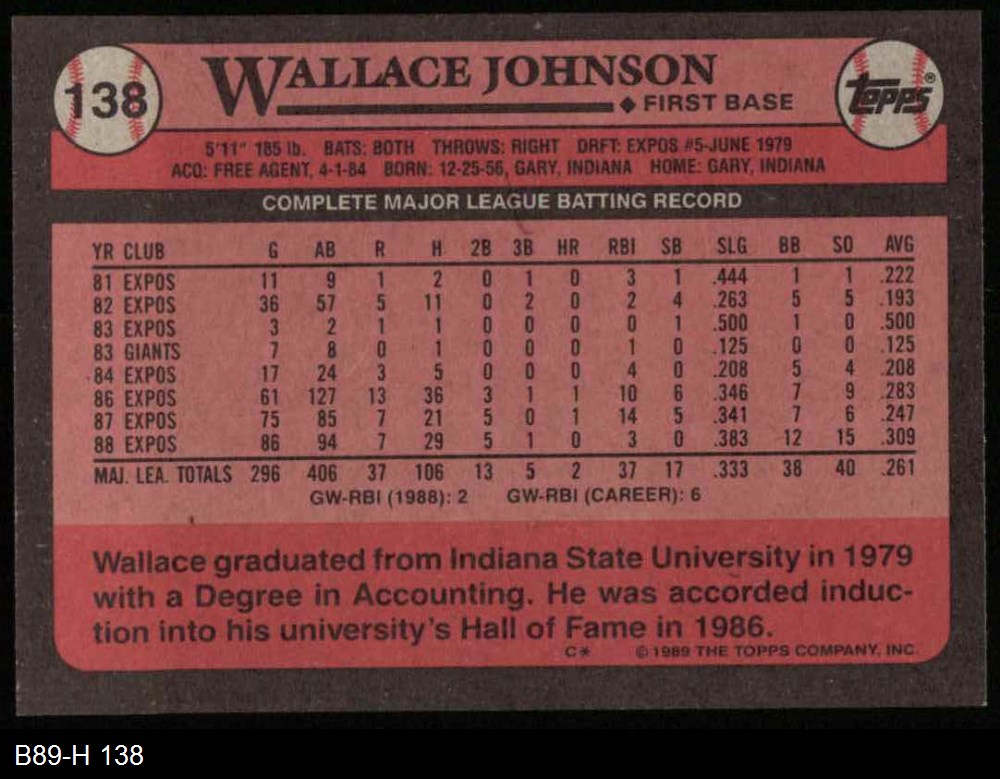 138
WALLACE JOHNSON
◆ FIRST BASE
TOPPS®
5'11" 185 lb. BATS: BOTH THROWS: RIGHT DRFT: EXPOS #5-JUNE 1979
ACQ: FREE AGENT, 4-1-84 BORN: 12-25-56, GARY, INDIANA HOME: GARY, INDIANA
COMPLETE MAJOR LEAGUE BATTING RECORD
YR CLUB G AB R H 2B 3B HR RBI SB SLG BB SO AVG
81 EXPOS 11 9 1 2 0 1 0 3 1 .444 1 1 .222
82 EXPOS 36 57 5 11 0 2 0 2 4 .263 5 5 .193
83 EXPOS 3 2 1 1 0 0 0 0 1 .500 1 0 .500
83 GIANTS 7 8 0 1 0 0 0 1 0 .125 0 0 .125
84 EXPOS 17 24 3 5 0 0 0 4 0 .208 5 4 .208
86 EXPOS 61 127 13 36 3 1 1 10 6 .346 7 9 .283
87 EXPOS 75 85 7 21 5 0 1 14 5 .341 7 6 .247
88 EXPOS 86 94 7 29 5 1 0 3 0 .383 12 15 .309
MAJ. LEA. TOTALS 296 406 37 106 13 5 2 37 17 .333 38 40 .261
GW-RBI (1988): 2 GW-RBI (CAREER): 6
Wallace graduated from Indiana State University in 1979
with a Degree in Accounting. He was accorded induc-
tion into his university's Hall of Fame in 1986.
C* © 1989 THE TOPPS COMPANY, INC.
B89-H 138